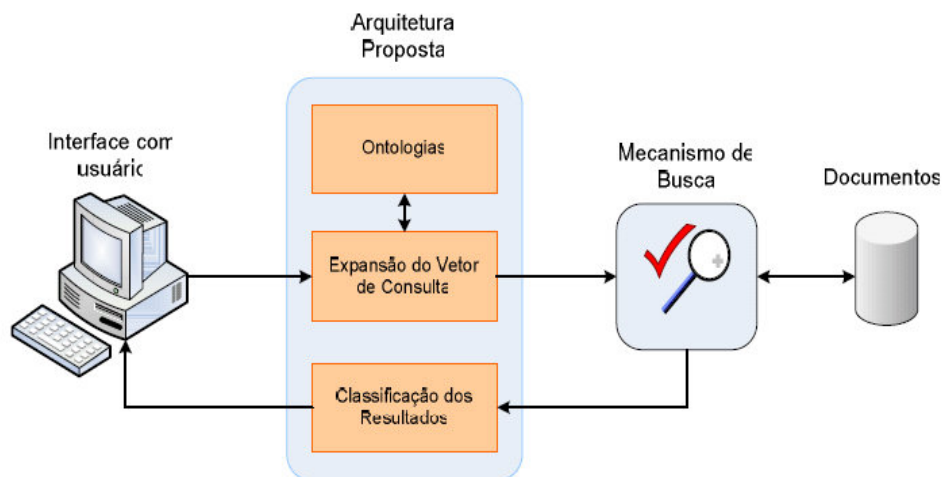 Arquitetura
Proposta
Interface com
usuário
Ontologias
Mecanismo de
Busca
Documentos
Expansão do Vetor
de Consulta
Classificação dos
Resultados